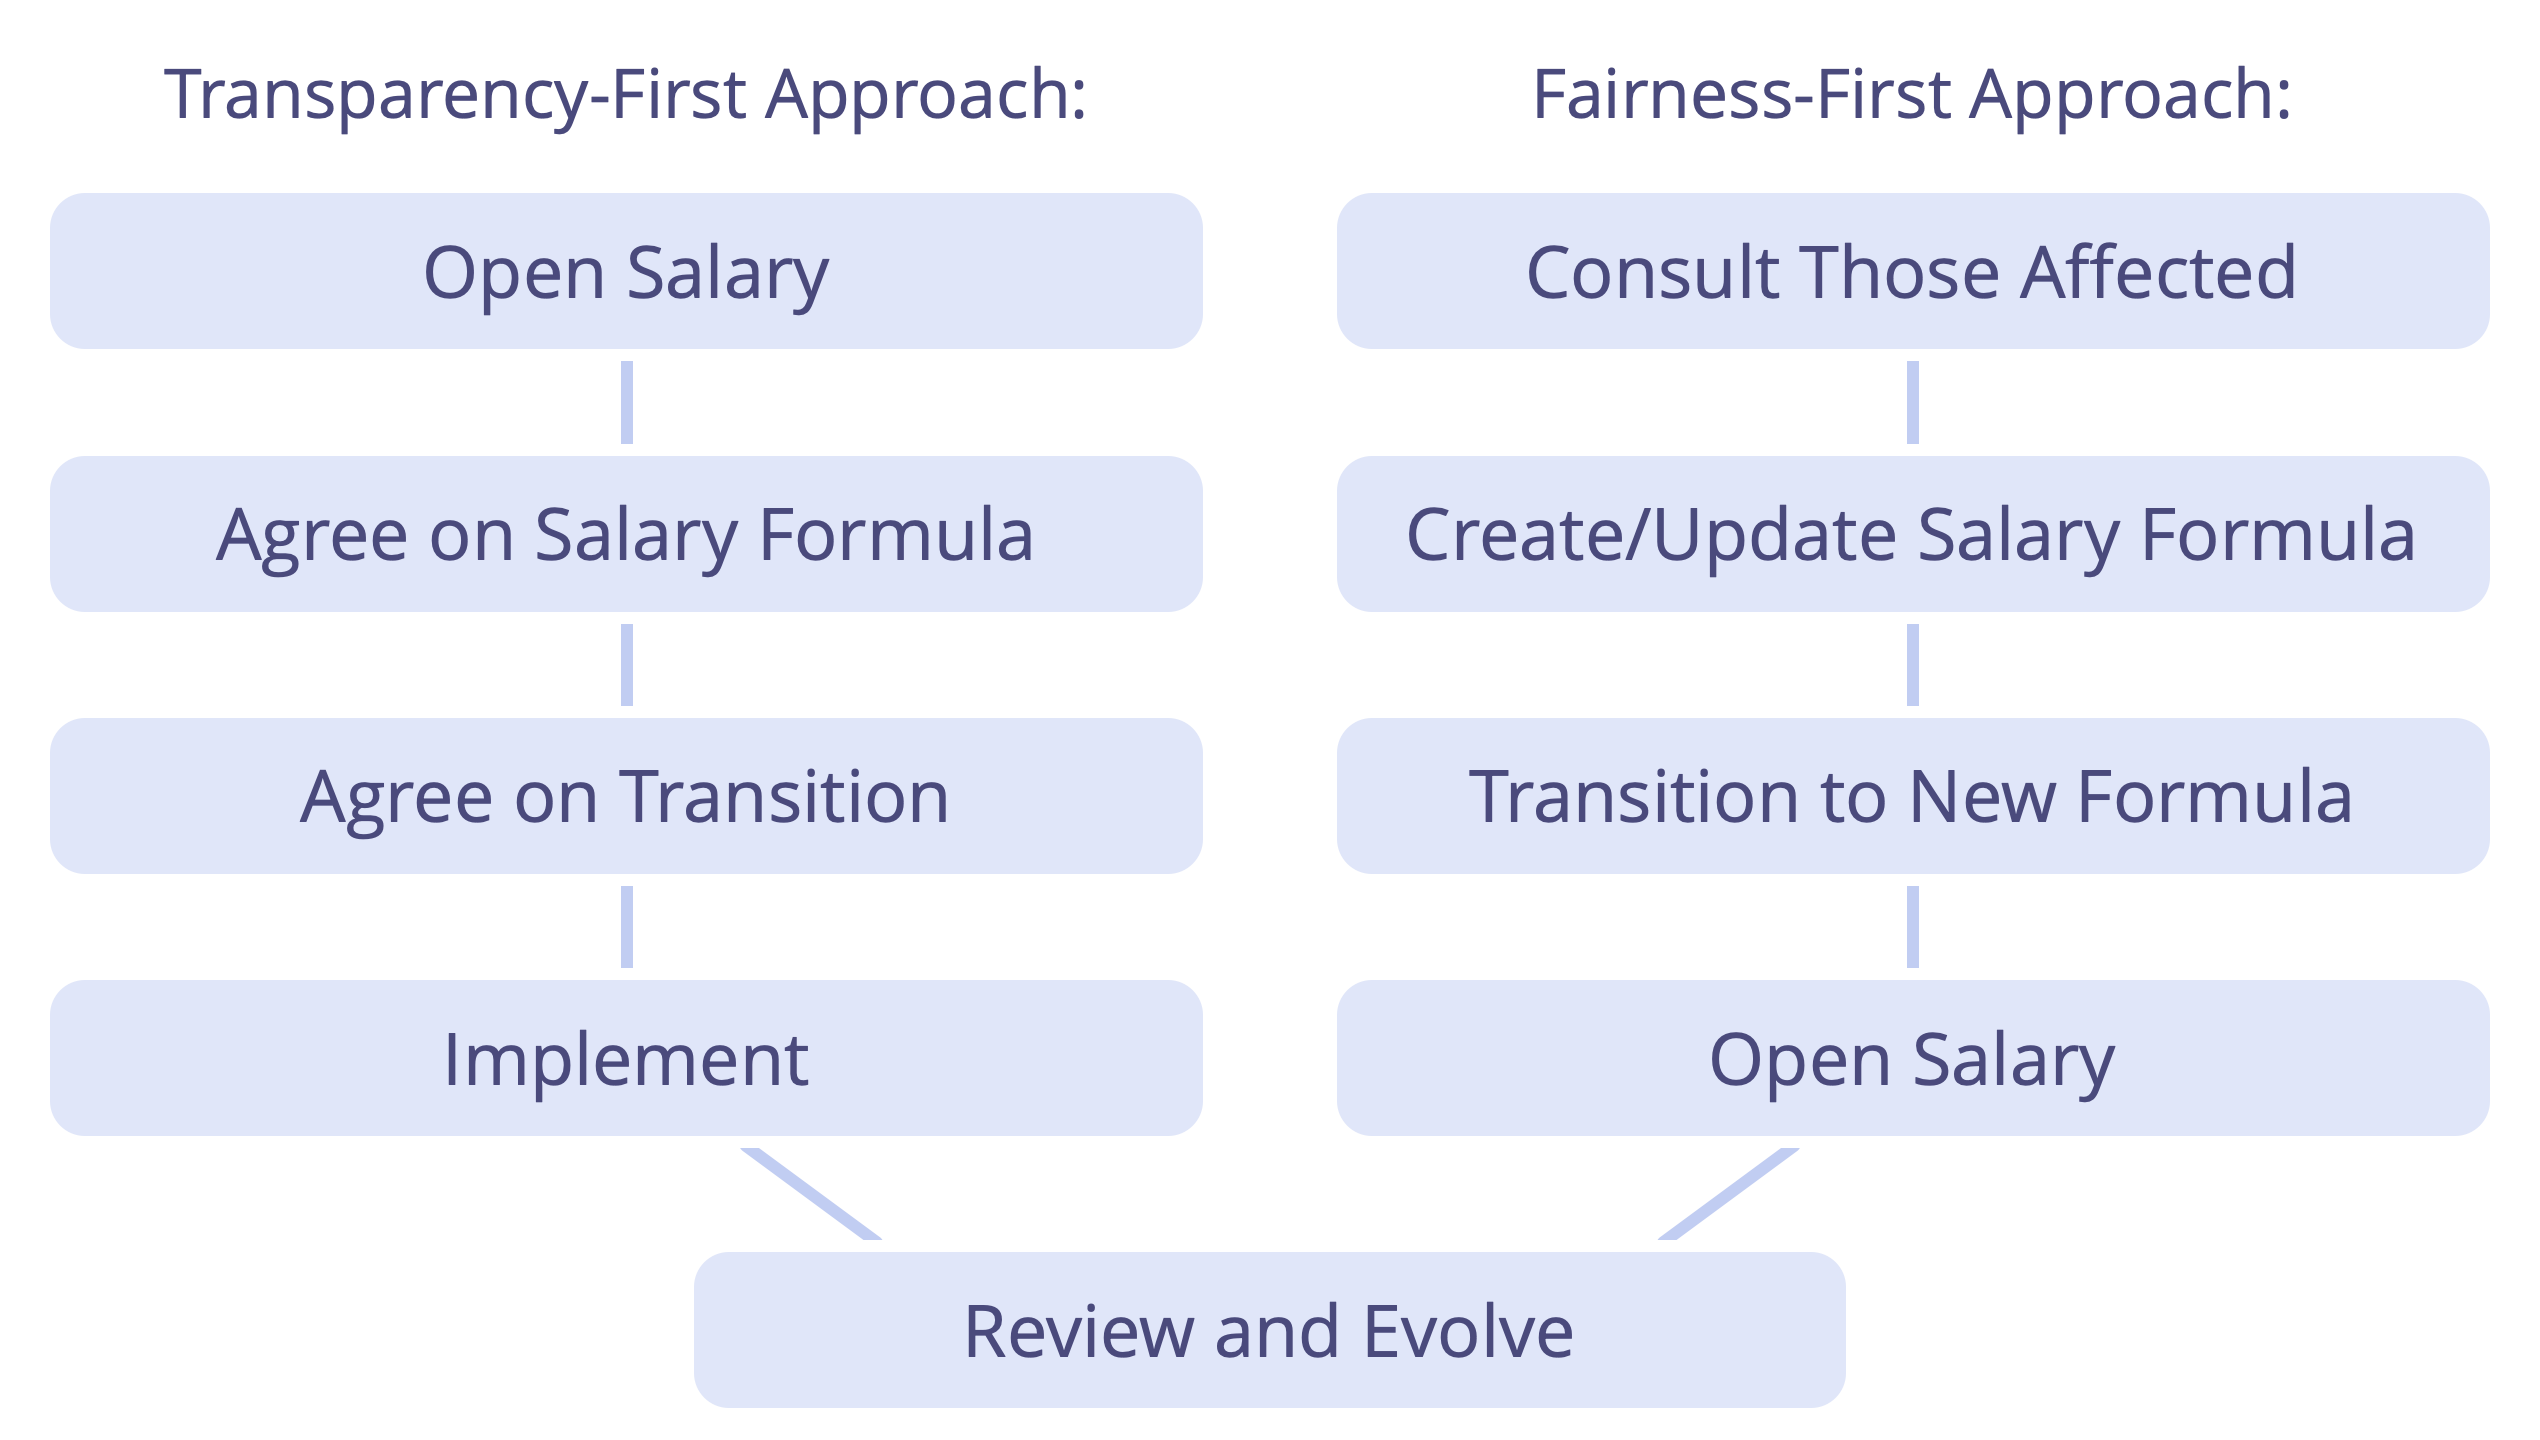 Transparency-First Approach:
Open Salary
Agree on Salary Formula
Agree on Transition
Implement
Fairness-First Approach:
Consult Those Affected
Create/Update Salary Formula
Transition to New Formula
Open Salary
Review and Evolve